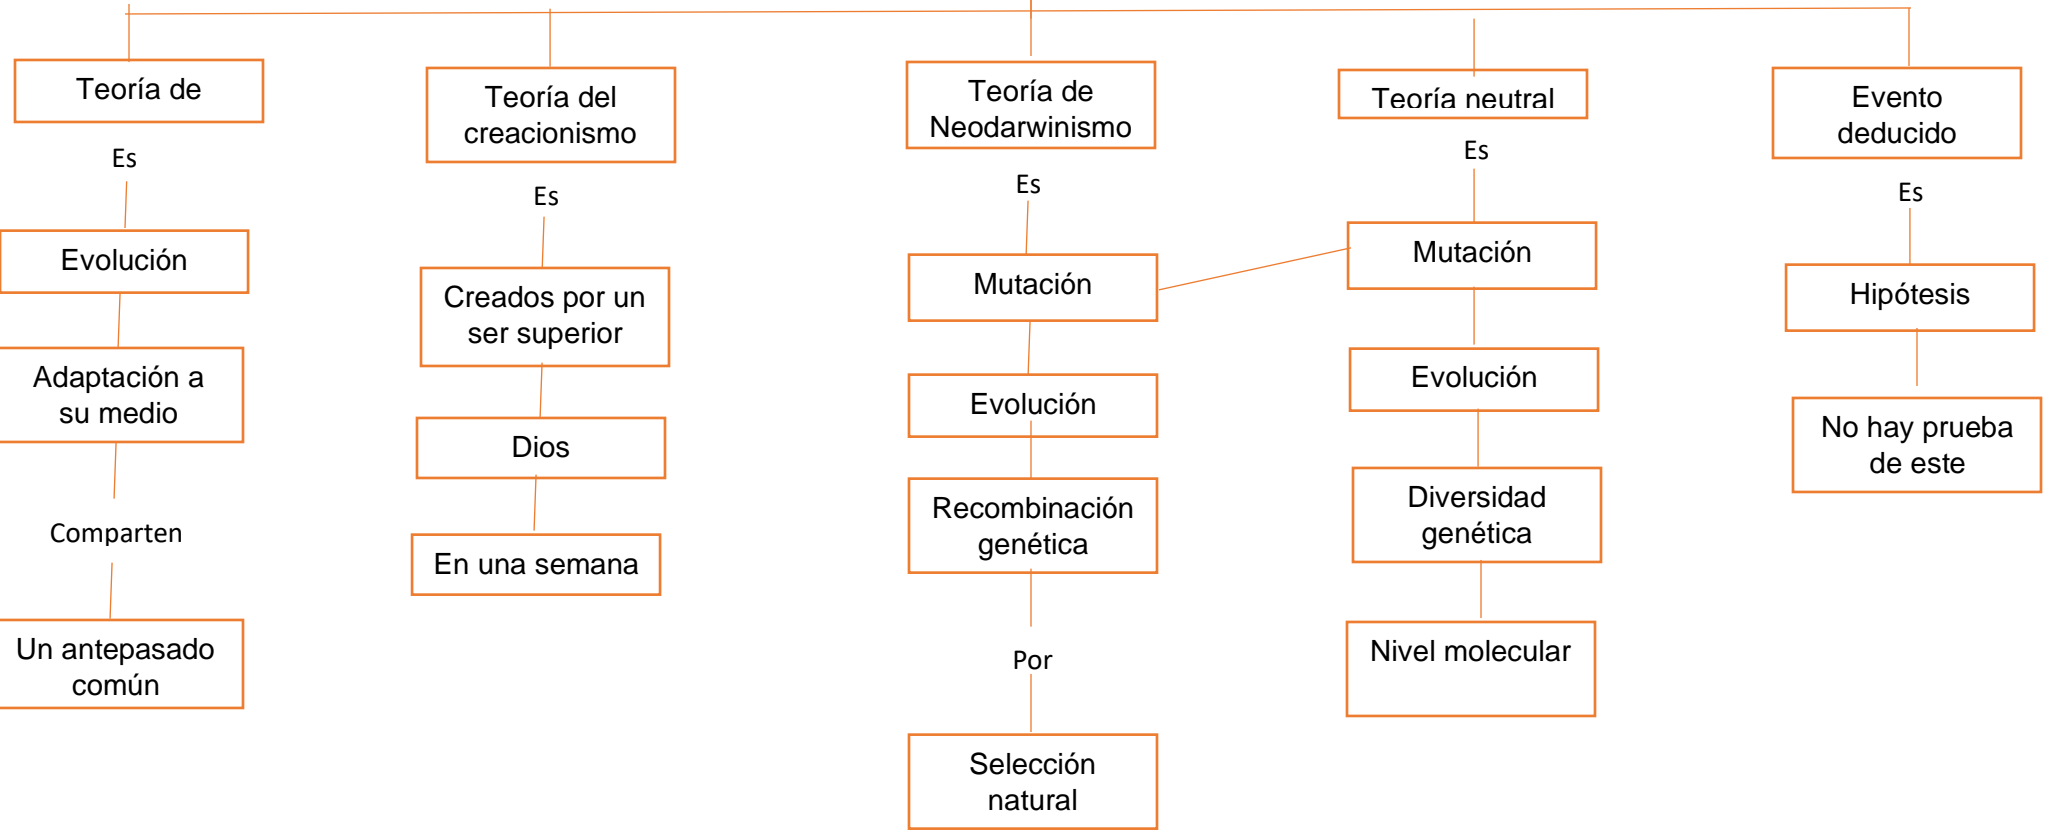 Teoría de
Es
Evolución
Adaptación a
su medio
Comparten
Un antepasado
común
Teoría del
creacionismo
Es
Creados por un
ser superior
Dios
En una semana
Teoría de
Neodarwinismo
Es
Mutación
Evolución
Recombinación
genética
Por
Selección
natural
Teoría neutral
Es
Mutación
Evolución
Diversidad
genética
Nivel molecular
Evento
deducido
Es
Hipótesis
No hay prueba
de este